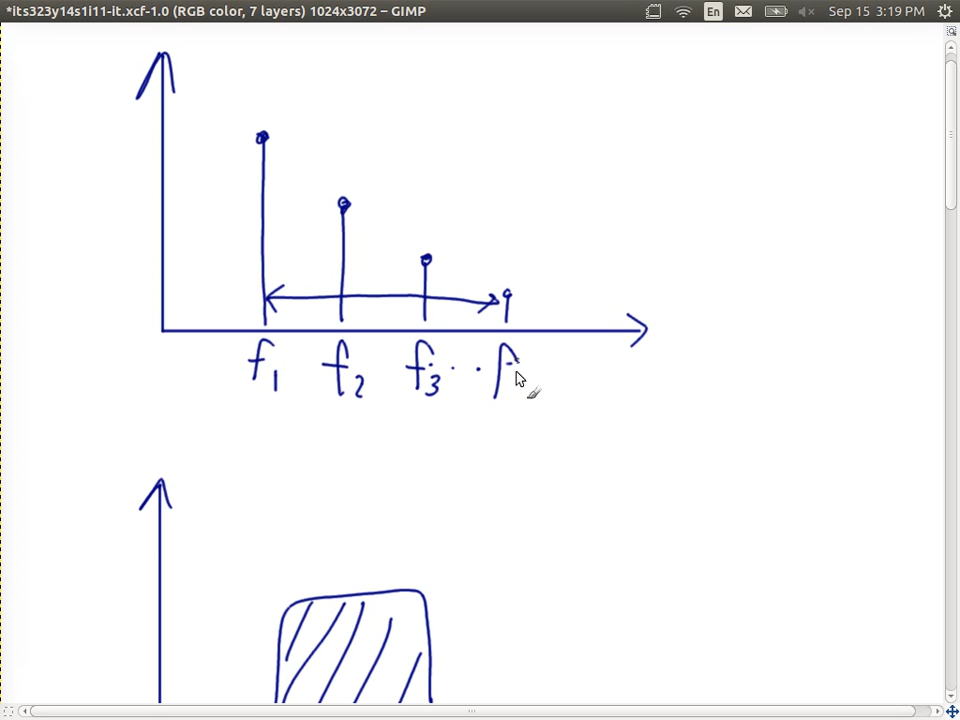 *its323y14s1i11-it.xcf-1.0 (RGB color, 7 layers) 1024x3072 – GIMP En Sep 15 3:19 PM
f1 f2 f3 . . f